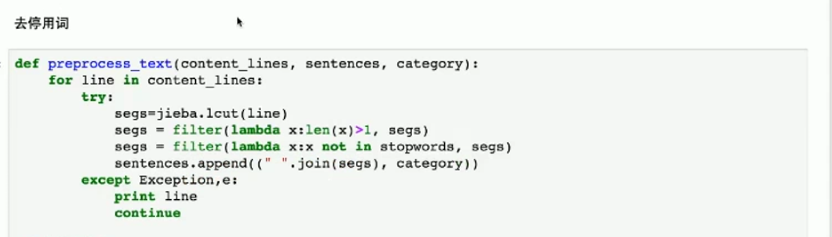 去停用词
def preprocess_text(content_lines, sentences, category):
    for line in content_lines:
        try:
            segs=jieba.lcut(line)
            segs = filter(lambda x:len(x)>1, segs)
            segs = filter(lambda x:x not in stopwords, segs)
            sentences.append((" ".join(segs), category))
        except Exception,e:
            print line
            continue